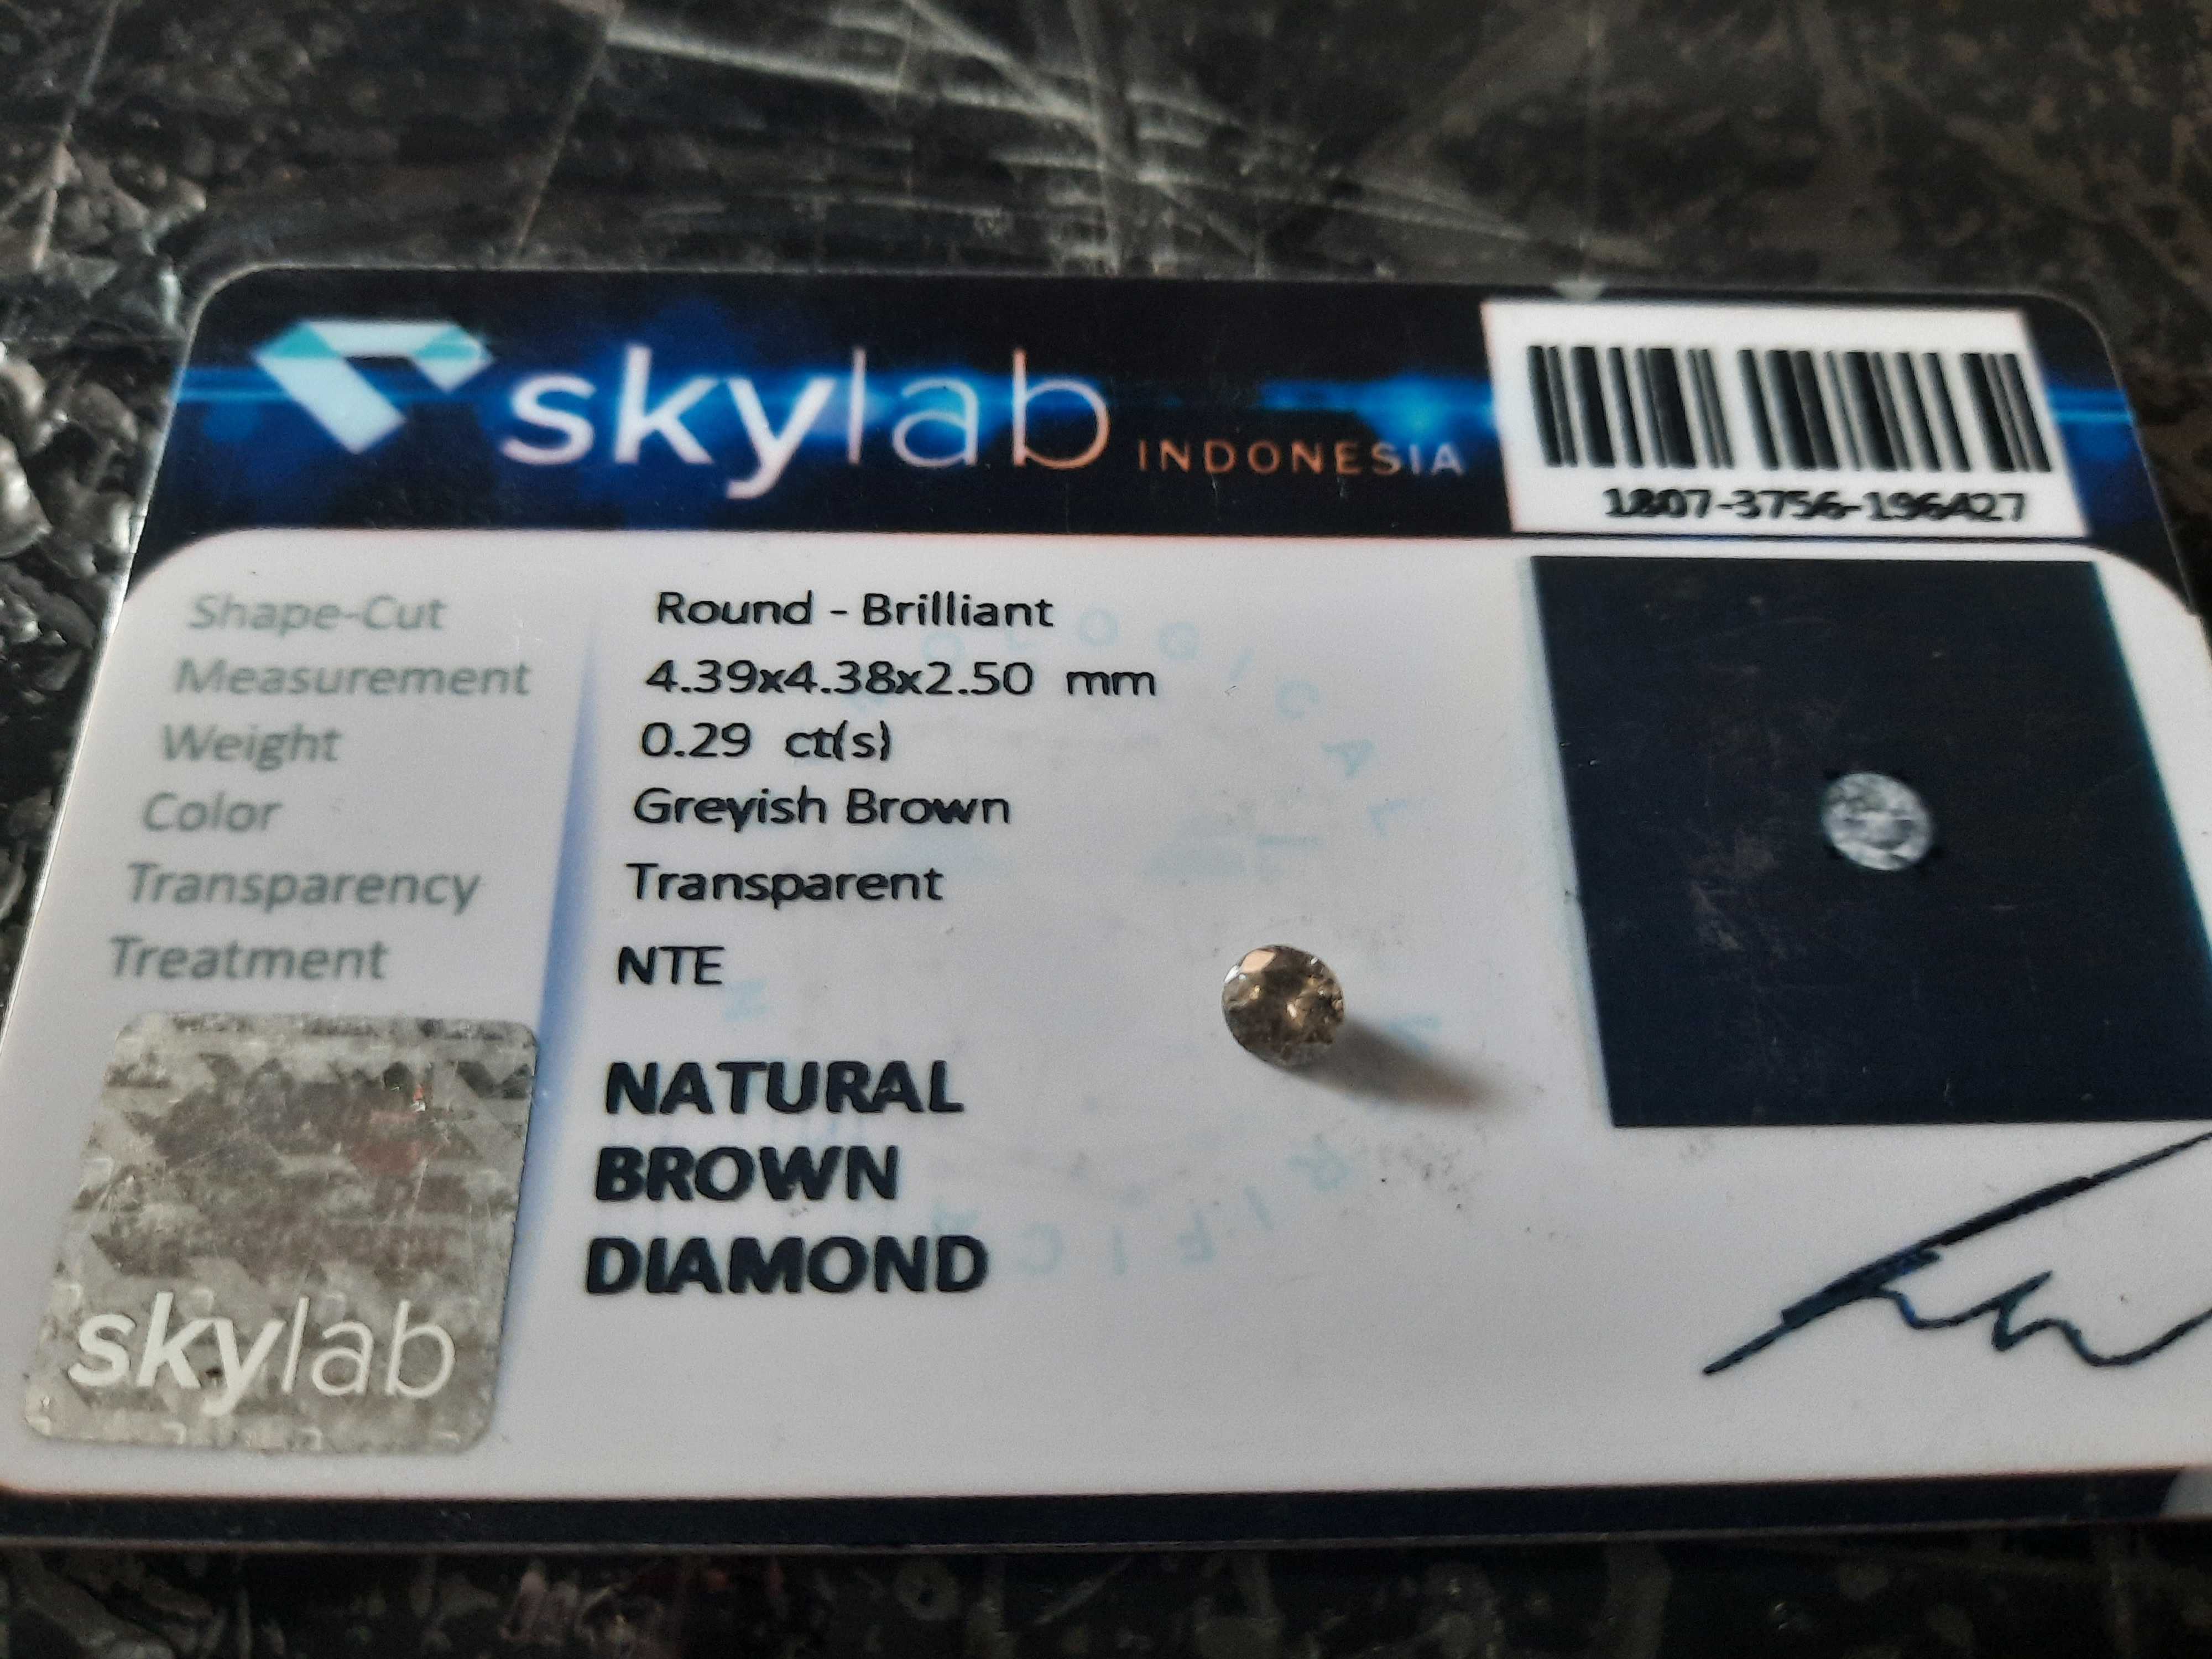 skylab INDONESIA
1807-3756-196427
Shape-Cut Round - Brilliant
Measurement 4.39x4.38x2.50 mm
Weight 0.29 ct(s)
Color Greyish Brown
Transparency Transparent
Treatment NTE
NATURAL
BROWN
DIAMOND
skylab